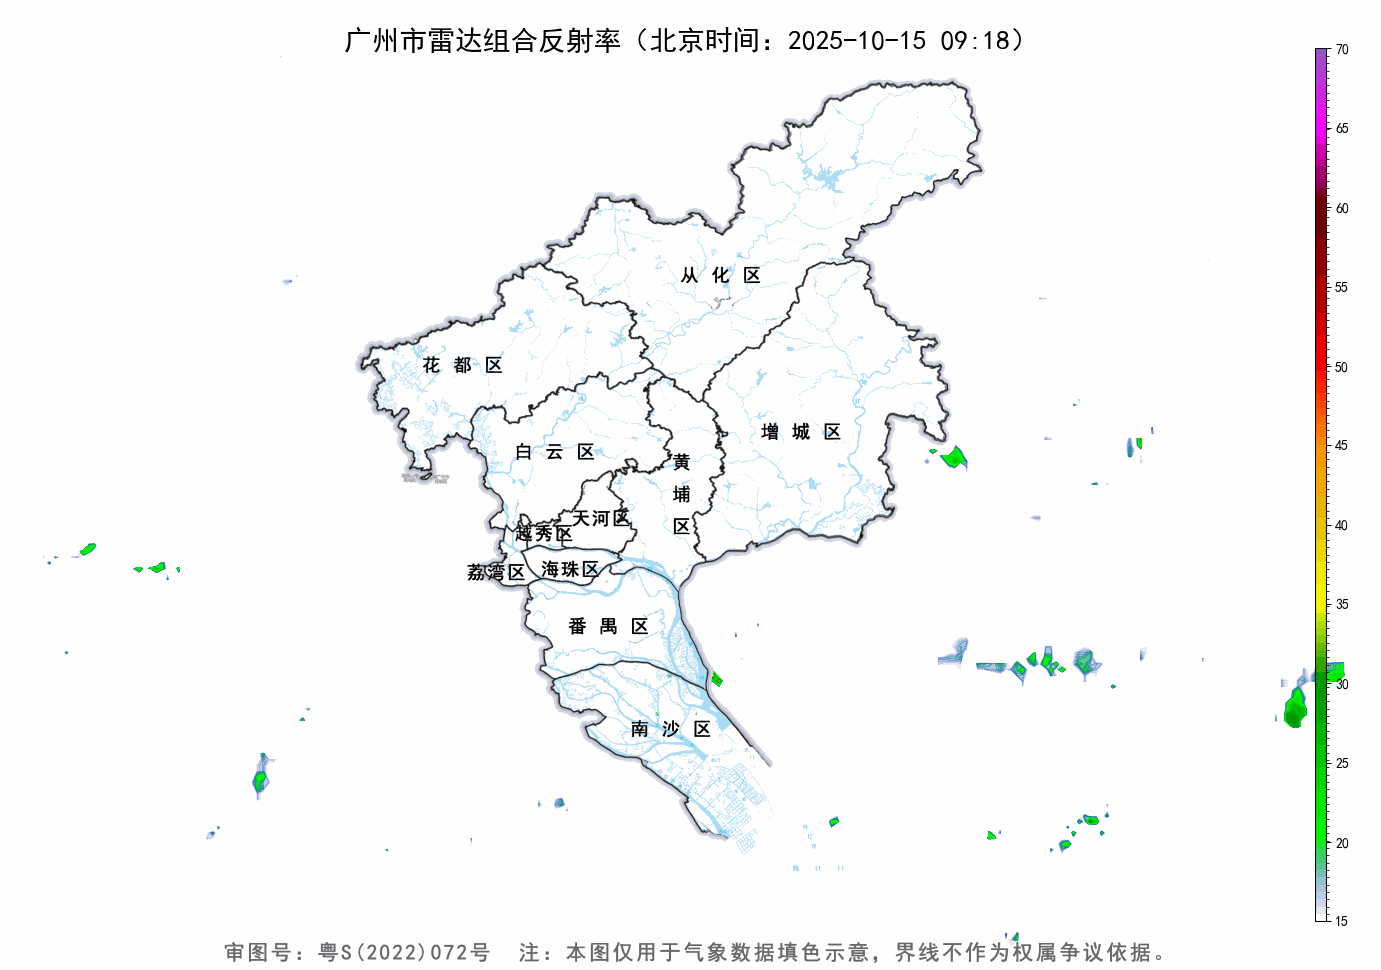 广州市雷达组合反射率（北京时间：2025-10-15 09:18）
70
65
60
55
50
45
40
35
30
25
20
15
从化区
花都区
增城区
白云区
黄埔区
天河区
越秀区
荔湾区
海珠区
番禺区
南沙区
审图号：粤S(2022)072号 注：本图仅用于气象数据填色示意，界线不作为权属争议依据。